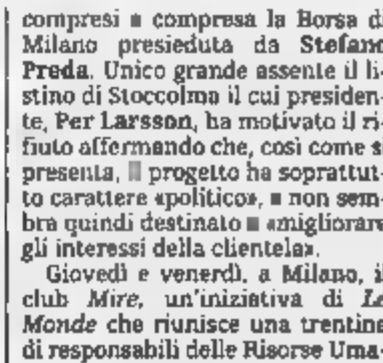 compresi ■ compresa la Borsa d
Milano presieduta da Stefano
Preda. Unico grande assente il li-
stino di Stoccolma il cui presiden-
te, Per Larsson, ha motivato il ri-
fiuto affermando che, così come si
presenta, progetto ha soprattut-
to carattere «politico», ■ non sem-
bra quindi destinato ■ «migliorare
gli interessi della clientela».
Giovedì e venerdì, a Milano, il
club Mire, un'iniziativa di Le
Monde che riunisce una trentina
di responsabili delle Risorse Uma-